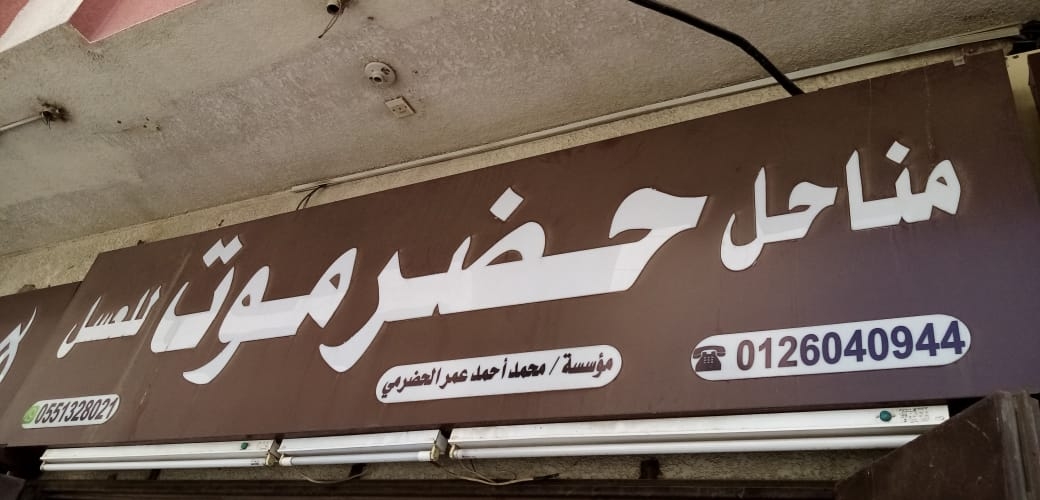 مناحل حضرموت للعسل
مؤسسة / محمد أحمد عمر الحضرمي
0126040944
0551328021